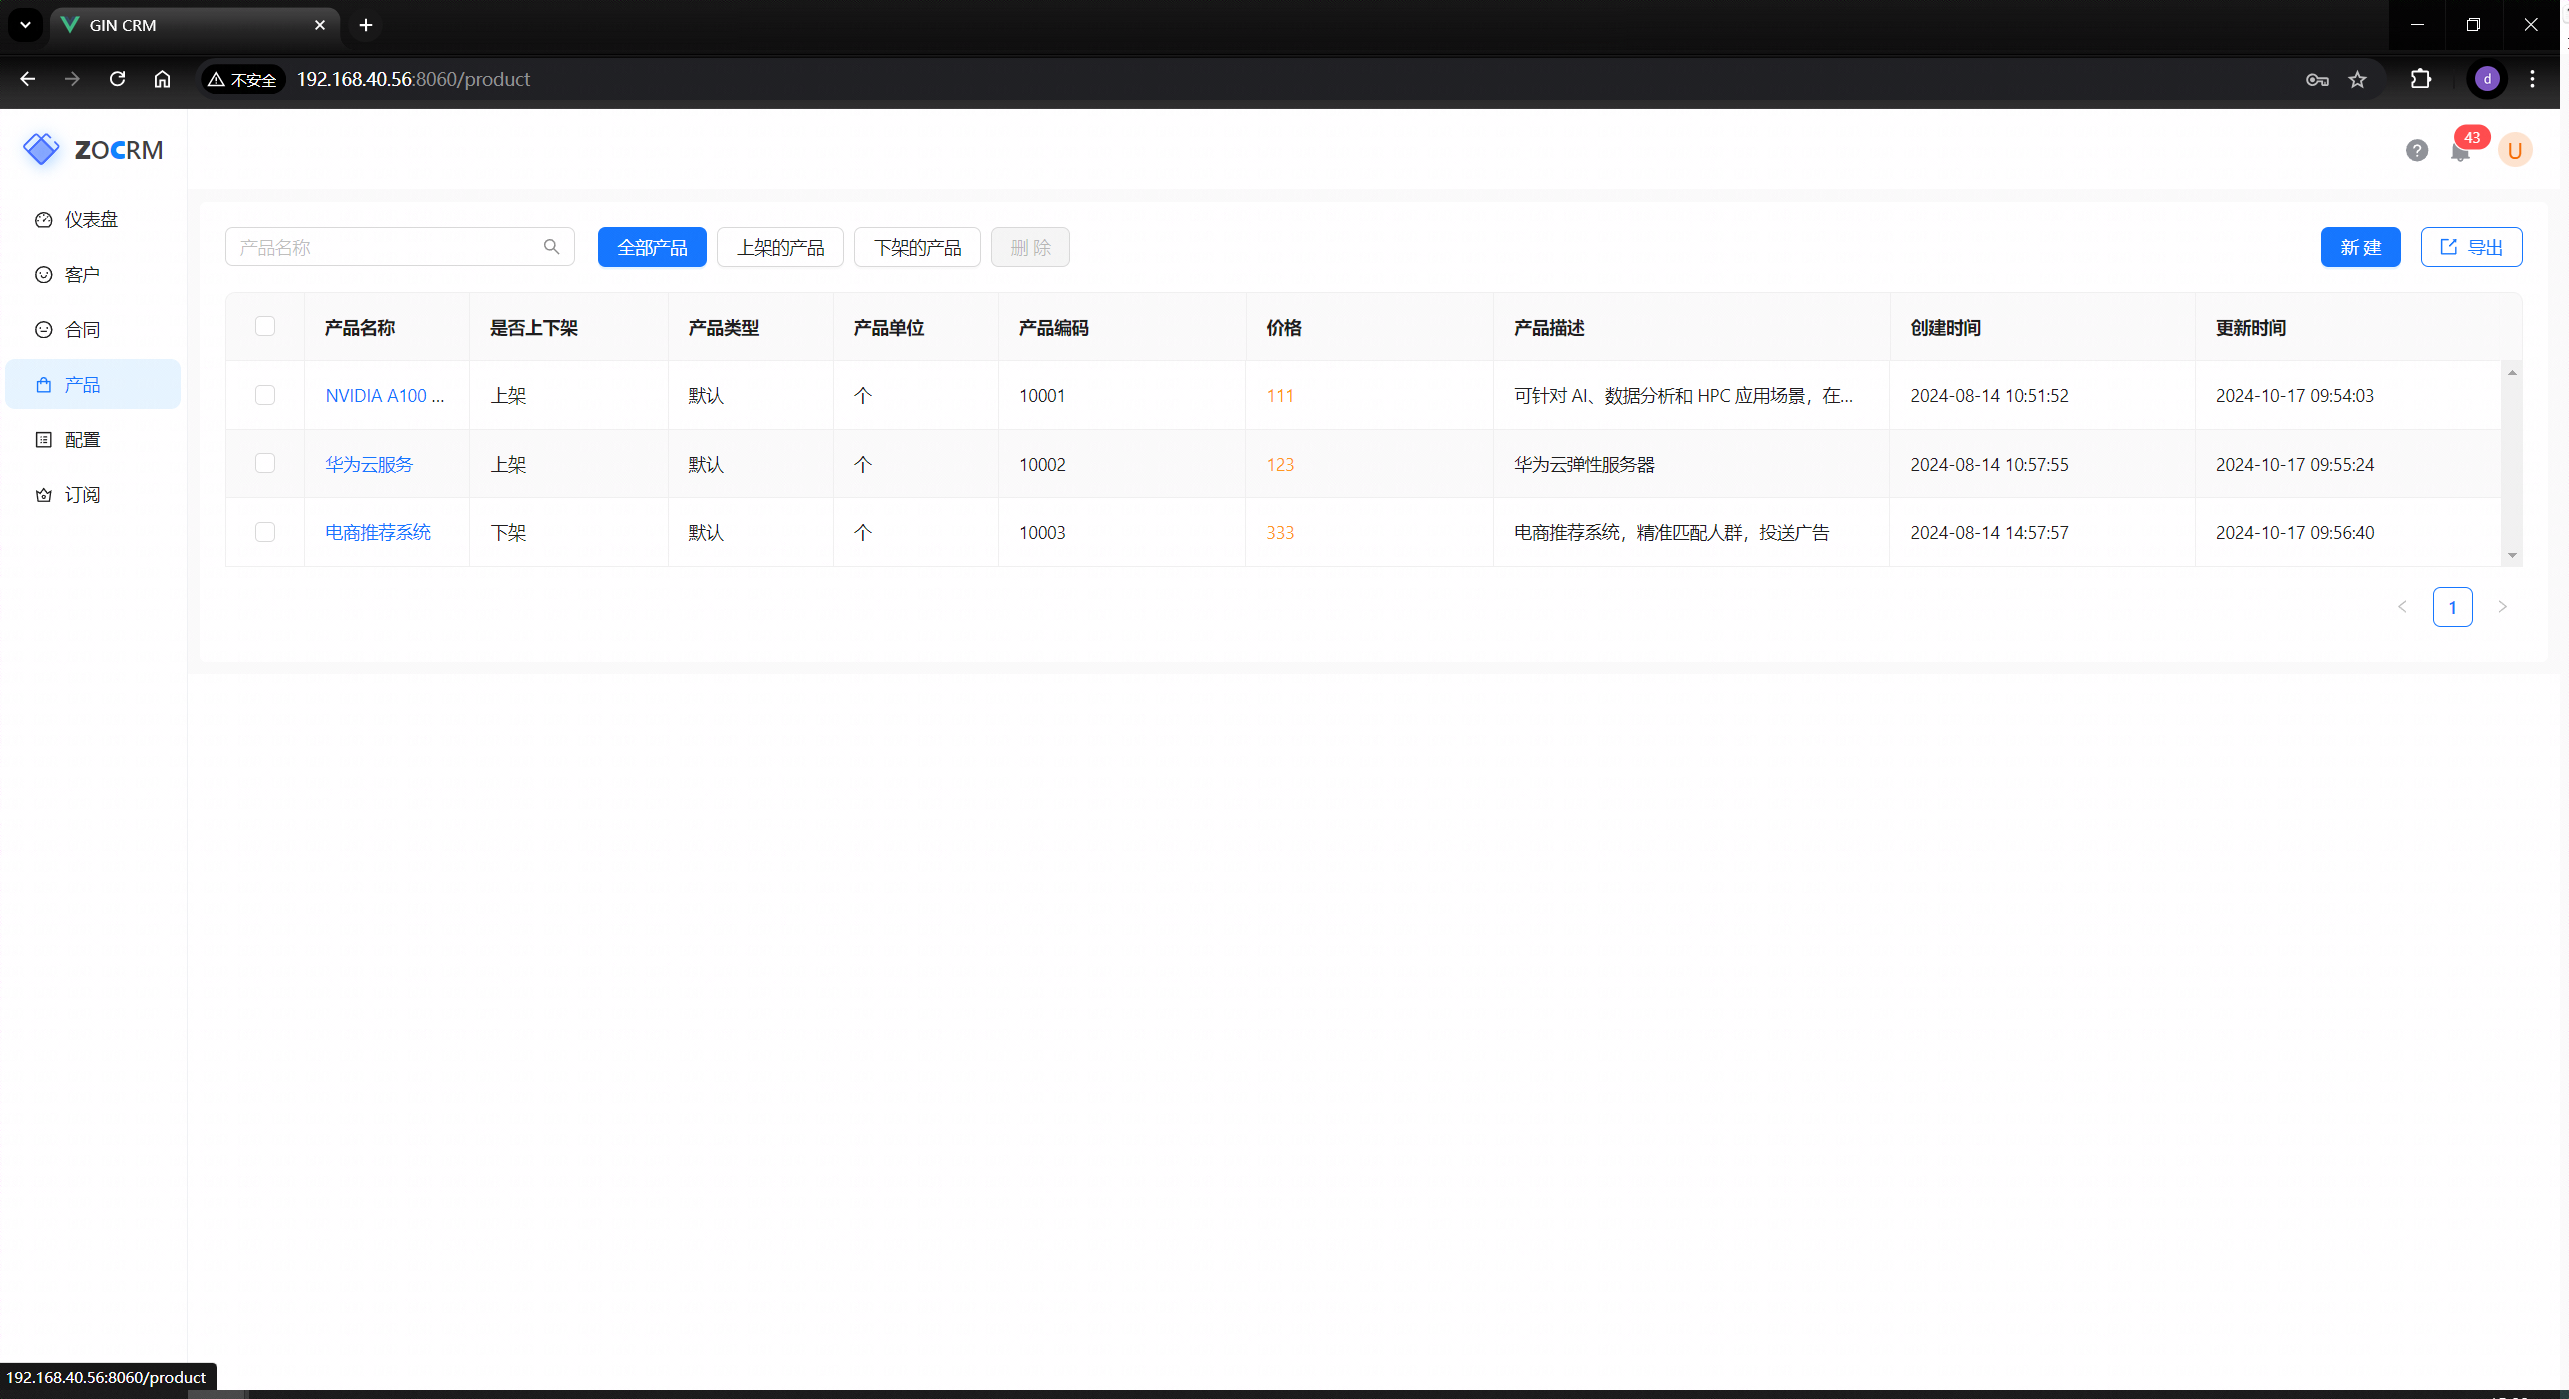 GIN CRM
不安全 192.168.40.56:8060/product
d
ZOCRM
43
U
仪表盘
客户
合同
产品
配置
订阅
产品名称 全部产品 上架的产品 下架的产品 删 除 新 建 导出
产品名称 是否上下架 产品类型 产品单位 产品编码 价格 产品描述 创建时间 更新时间
NVIDIA A100 ... 上架 默认 个 10001 111 可针对 AI、数据分析和 HPC 应用场景，在... 2024-08-14 10:51:52 2024-10-17 09:54:03
华为云服务 上架 默认 个 10002 123 华为云弹性服务器 2024-08-14 10:57:55 2024-10-17 09:55:24
电商推荐系统 下架 默认 个 10003 333 电商推荐系统，精准匹配人群，投送广告 2024-08-14 14:57:57 2024-10-17 09:56:40
1
192.168.40.56:8060/product